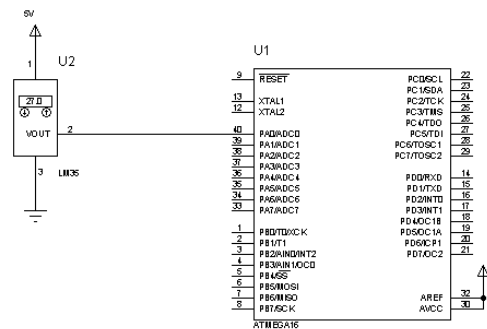 5V
U2
1
27.0
VOUT
2
3
LM35
U1
9 RESET
13 XTAL1
12 XTAL2
40 PA0/ADC0
39 PA1/ADC1
38 PA2/ADC2
37 PA3/ADC3
36 PA4/ADC4
35 PA5/ADC5
34 PA6/ADC6
33 PA7/ADC7
1 PB0/T0/XCK
2 PB1/T1
3 PB2/AIN0/INT2
4 PB3/AIN1/OC0
5 PB4/SS
6 PB5/MOSI
7 PB6/MISO
8 PB7/SCK
PC0/SCL 22
PC1/SDA 23
PC2/TCK 24
PC3/TMS 25
PC4/TDO 26
PC5/TDI 27
PC6/TOSC1 28
PC7/TOSC2 29
PD0/RXD 14
PD1/TXD 15
PD2/INT0 16
PD3/INT1 17
PD4/OC1B 18
PD5/OC1A 19
PD6/ICP1 20
PD7/OC2 21
AREF 32
AVCC 30
ATMEGA16